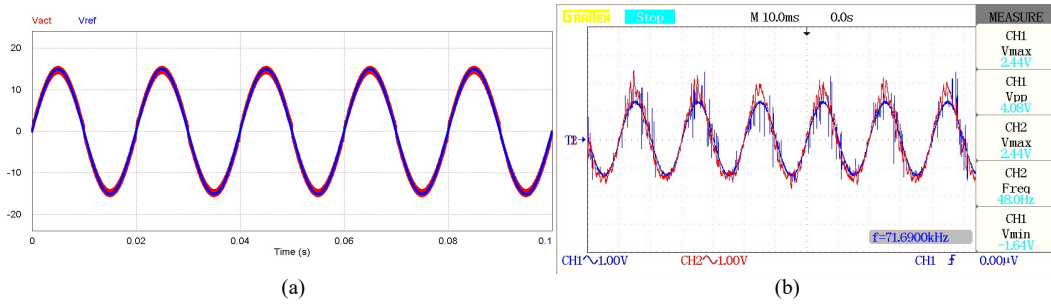 Vact Vref
20
10
0
-10
-20
0 0.02 0.04 0.06 0.08 0.1
Time (s)
(a)
GRATTEN Stop M 10.0ms 0.0s MEASURE
CH1
Vmax
2.44V
CH1
Vpp
4.08V
CH2
Vmax
2.44V
CH2
Freq
48.0Hz
CH1
Vmin
-1.64V
f=71.6900kHz
CH1 1.00V CH2 1.00V CH1 0.00μV
(b)